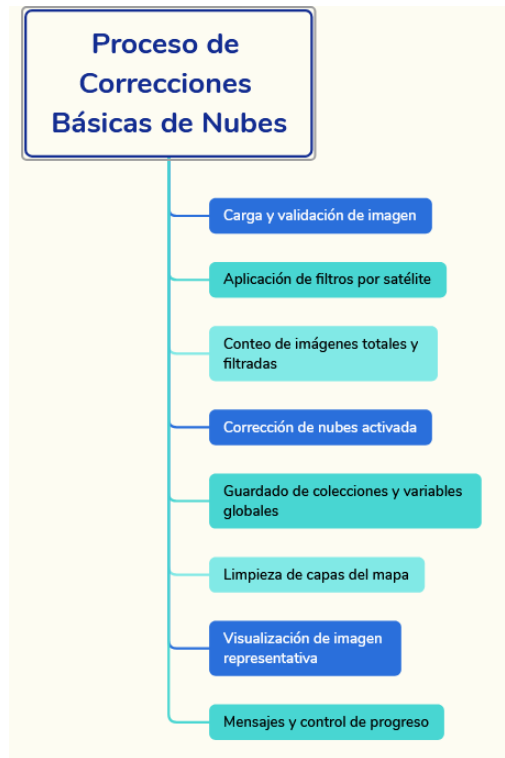 Proceso de
Correcciones
Básicas de Nubes
Carga y validación de imagen
Aplicación de filtros por satélite
Conteo de imágenes totales y
filtradas
Corrección de nubes activada
Guardado de colecciones y variables
globales
Limpieza de capas del mapa
Visualización de imagen
representativa
Mensajes y control de progreso